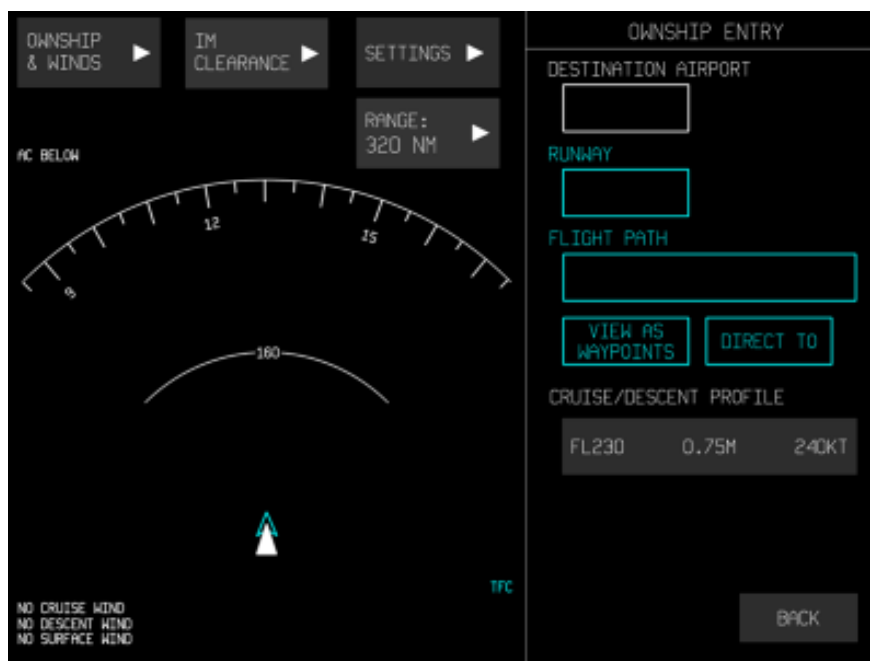 OWNSHIP
& WINDS
IM
CLEARANCE
SETTINGS
RANGE:
320 NM
AC BELOW
9
12
15
160
TFC
NO CRUISE WIND
NO DESCENT WIND
NO SURFACE WIND
OWNSHIP ENTRY
DESTINATION AIRPORT
RUNWAY
FLIGHT PATH
VIEW AS
WAYPOINTS
DIRECT TO
CRUISE/DESCENT PROFILE
FL230 0.75M 240KT
BACK